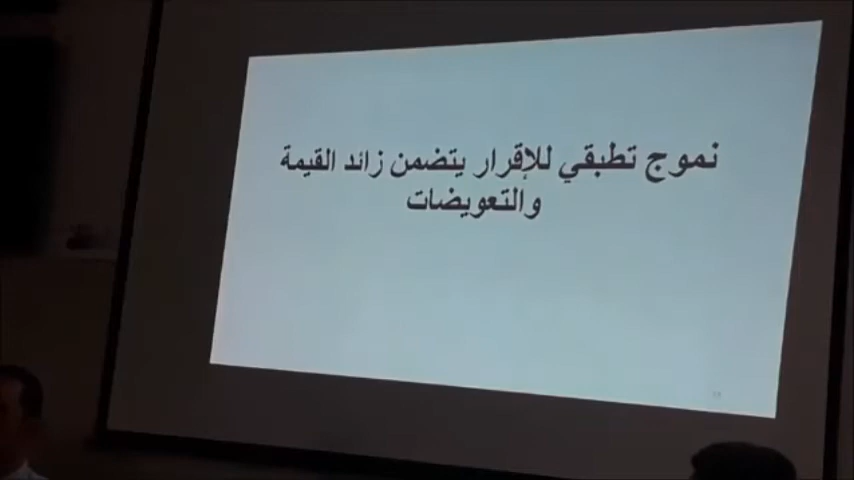 نموج تطبقي للإقرار يتضمن زائد القيمة
والتعويضات